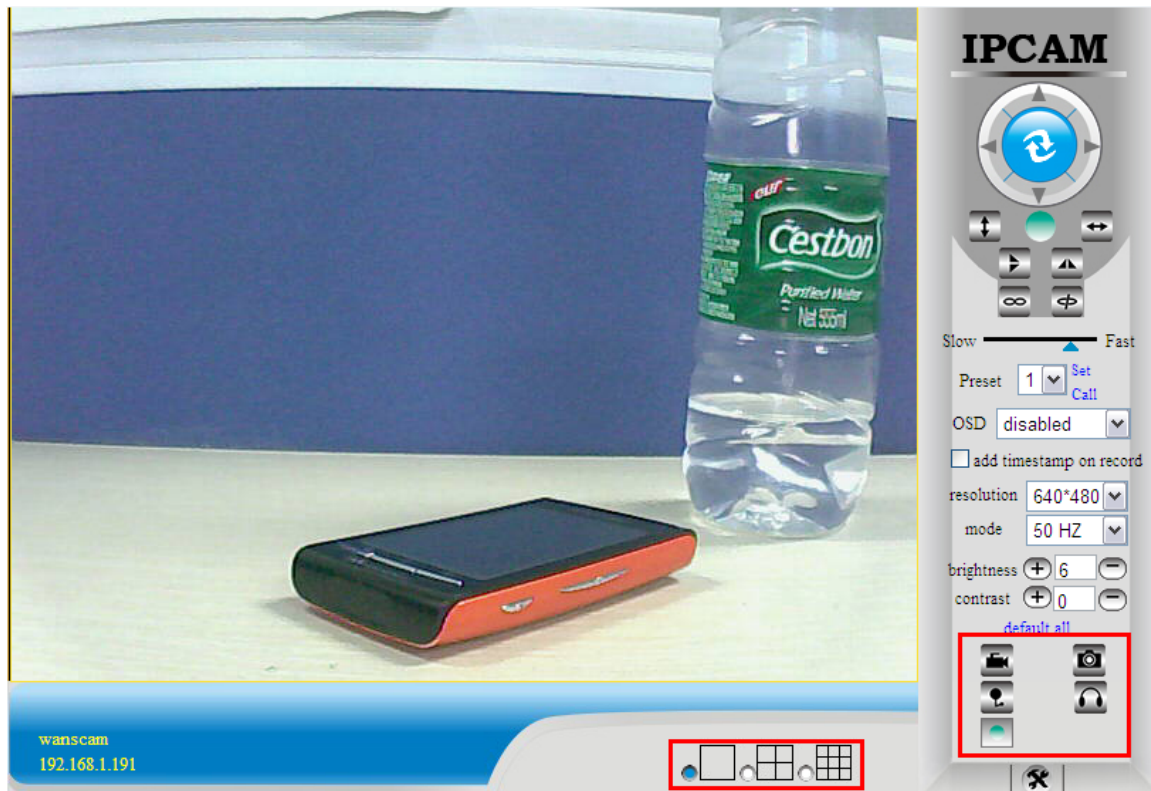 IPCAM
our
Cestbon
Purified Water
Net 555ml
Slow Fast
Preset 1 Set
Call
OSD disabled
add timestamp on record
resolution 640*480
mode 50 HZ
brightness + 6 −
contrast + 0 −
default all
wanscam
192.168.1.191